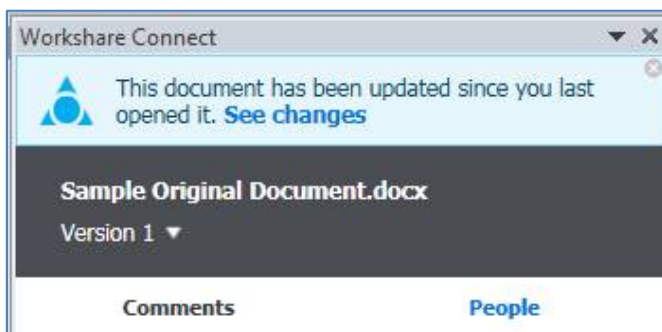 Workshare Connect
This document has been updated since you last
opened it. See changes
Sample Original Document.docx
Version 1
Comments People